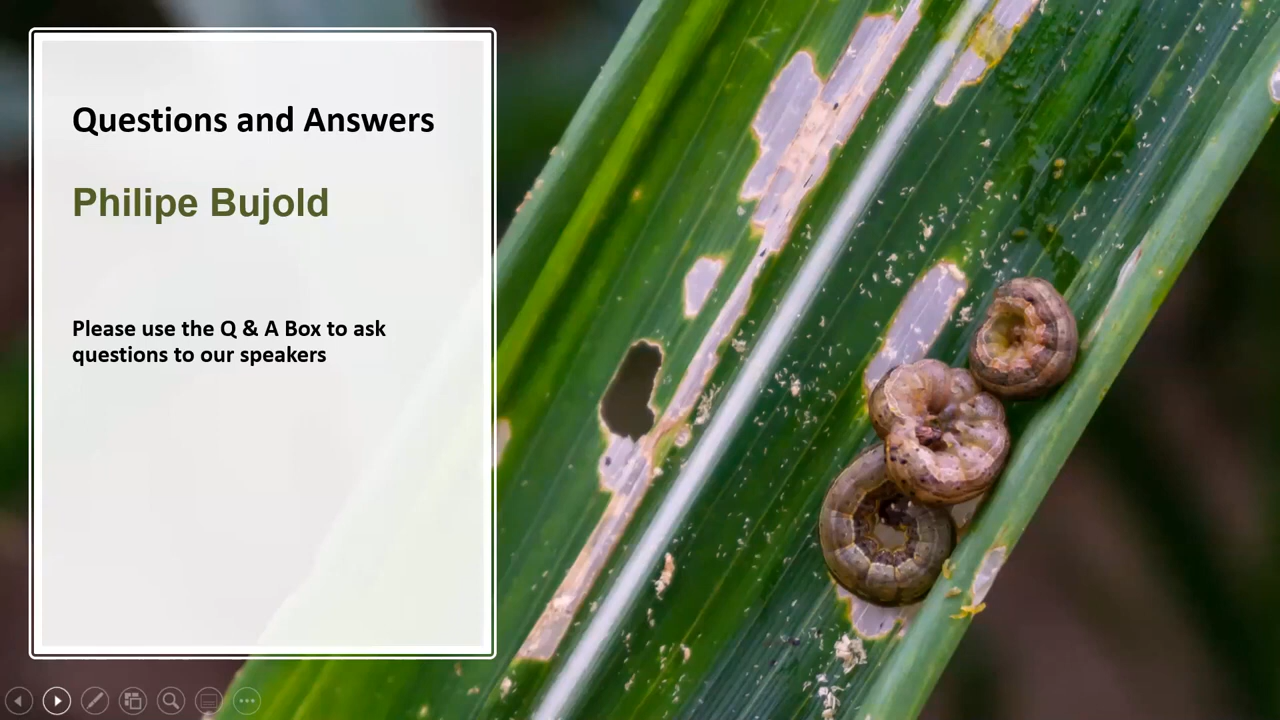 Questions and Answers
Philipe Bujold
Please use the Q & A Box to ask
questions to our speakers